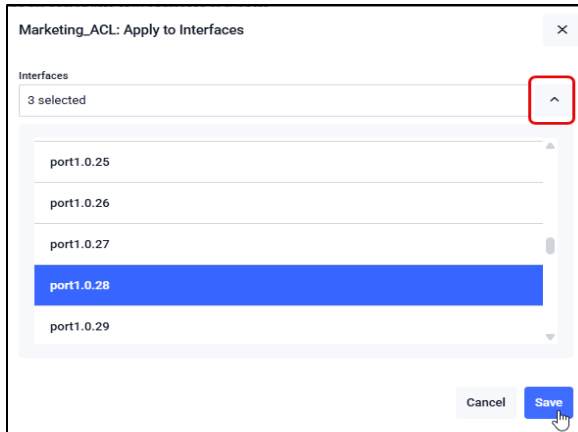 Marketing_ACL: Apply to Interfaces
Interfaces
3 selected
port1.0.25
port1.0.26
port1.0.27
port1.0.28
port1.0.29
Cancel Save